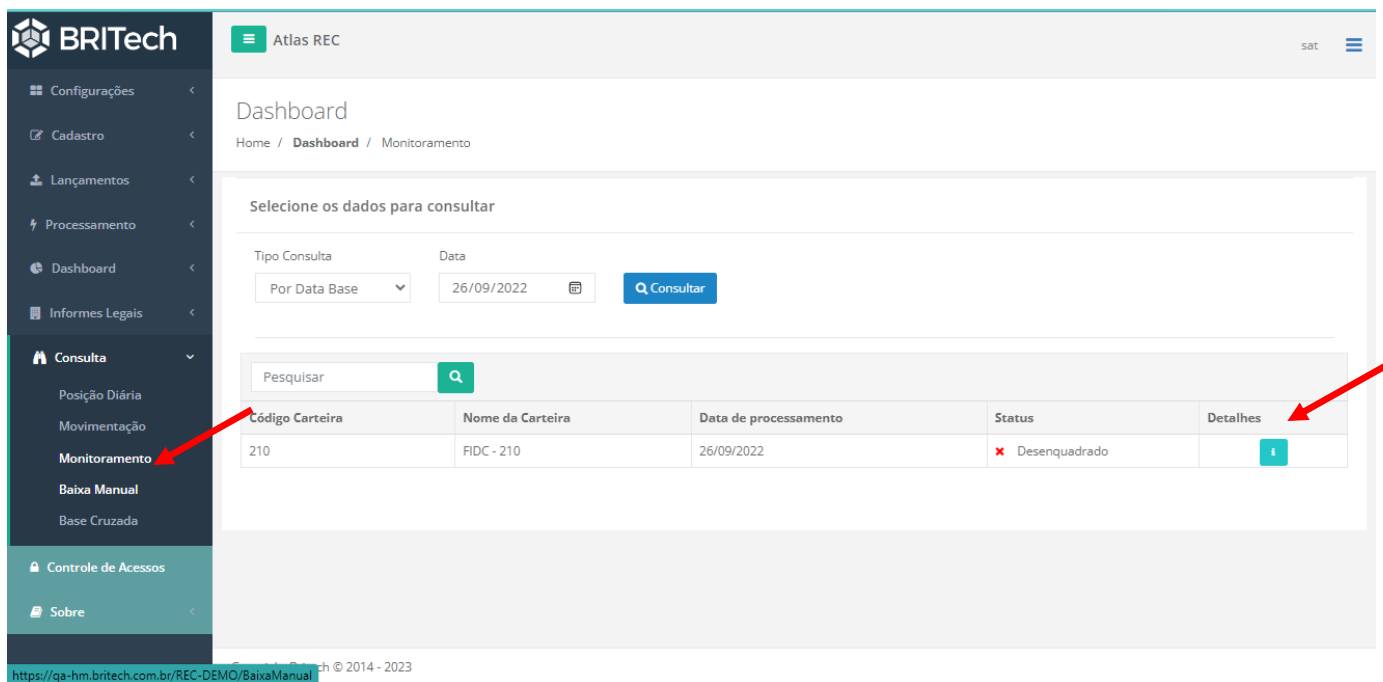 BRITech
Atlas REC
sat
Configurações
Cadastro
Lançamentos
Processamento
Dashboard
Informes Legais
Consulta
Posição Diária
Movimentação
Monitoramento
Baixa Manual
Base Cruzada
Controle de Acessos
Sobre
Dashboard
Home / Dashboard / Monitoramento
Selecione os dados para consultar
Tipo Consulta Data
Por Data Base 26/09/2022 Consultar
Pesquisar
Código Carteira Nome da Carteira Data de processamento Status Detalhes
210 FIDC - 210 26/09/2022 Desenquadrado i
© 2014 - 2023
https://qa-hm.britech.com.br/REC-DEMO/BaixaManual